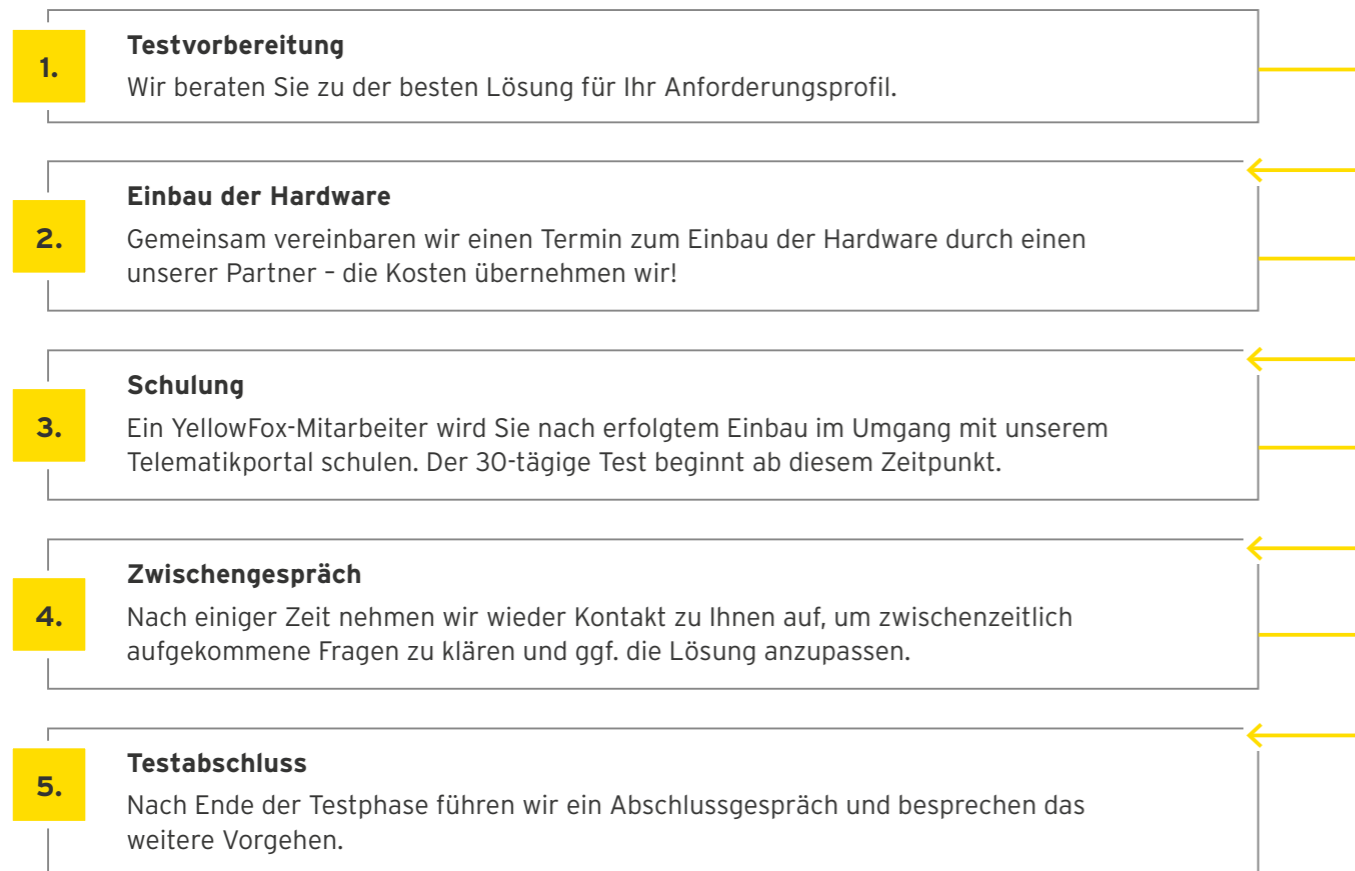 1.
Testvorbereitung
Wir beraten Sie zu der besten Lösung für Ihr Anforderungsprofil.
2.
Einbau der Hardware
Gemeinsam vereinbaren wir einen Termin zum Einbau der Hardware durch einen
unserer Partner – die Kosten übernehmen wir!
3.
Schulung
Ein YellowFox-Mitarbeiter wird Sie nach erfolgtem Einbau im Umgang mit unserem
Telematikportal schulen. Der 30-tägige Test beginnt ab diesem Zeitpunkt.
4.
Zwischengespräch
Nach einiger Zeit nehmen wir wieder Kontakt zu Ihnen auf, um zwischenzeitlich
aufgekommene Fragen zu klären und ggf. die Lösung anzupassen.
5.
Testabschluss
Nach Ende der Testphase führen wir ein Abschlussgespräch und besprechen das
weitere Vorgehen.